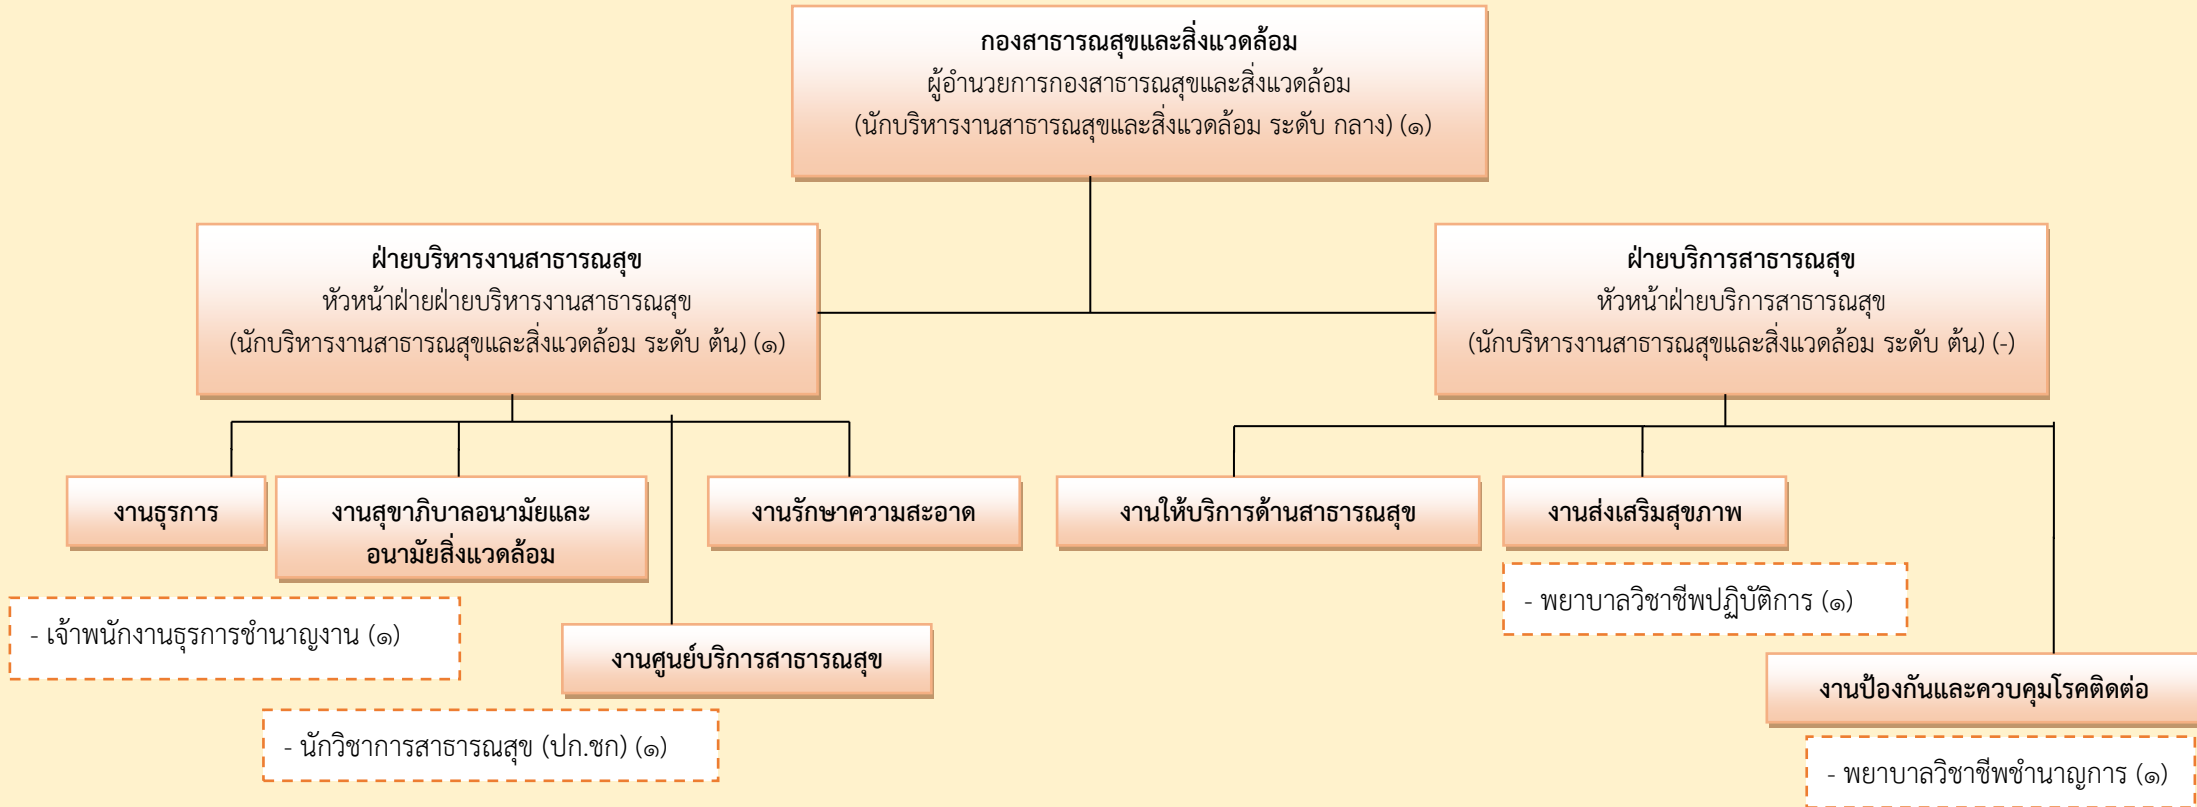 กองสาธารณสุขและสิ่งแวดล้อม
ผู้อำนวยการกองสาธารณสุขและสิ่งแวดล้อม
(นักบริหารงานสาธารณสุขและสิ่งแวดล้อม ระดับ กลาง) (๑)
ฝ่ายบริหารงานสาธารณสุข
หัวหน้าฝ่ายฝ่ายบริหารงานสาธารณสุข
(นักบริหารงานสาธารณสุขและสิ่งแวดล้อม ระดับ ต้น) (๑)
ฝ่ายบริการสาธารณสุข
หัวหน้าฝ่ายบริการสาธารณสุข
(นักบริหารงานสาธารณสุขและสิ่งแวดล้อม ระดับ ต้น) (-)
งานธุรการ
งานสุขาภิบาลอนามัยและ
อนามัยสิ่งแวดล้อม
งานรักษาความสะอาด
งานให้บริการด้านสาธารณสุข
งานส่งเสริมสุขภาพ
- เจ้าพนักงานธุรการชำนาญงาน (๑)
งานศูนย์บริการสาธารณสุข
- พยาบาลวิชาชีพปฏิบัติการ (๑)
งานป้องกันและควบคุมโรคติดต่อ
- นักวิชาการสาธารณสุข (ปก.ชก) (๑)
- พยาบาลวิชาชีพชำนาญการ (๑)